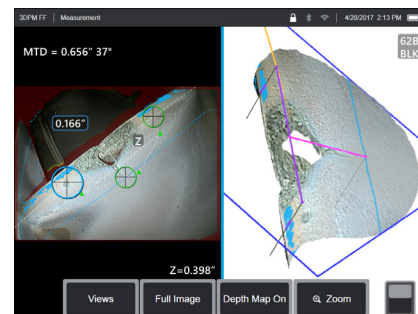 3DPM FF Measurement 4/28/2017 2:13 PM
MTD = 0.656" 37°
62B
BLK
0.166"
Z
Z=0.398"
Views Full Image Depth Map On Zoom